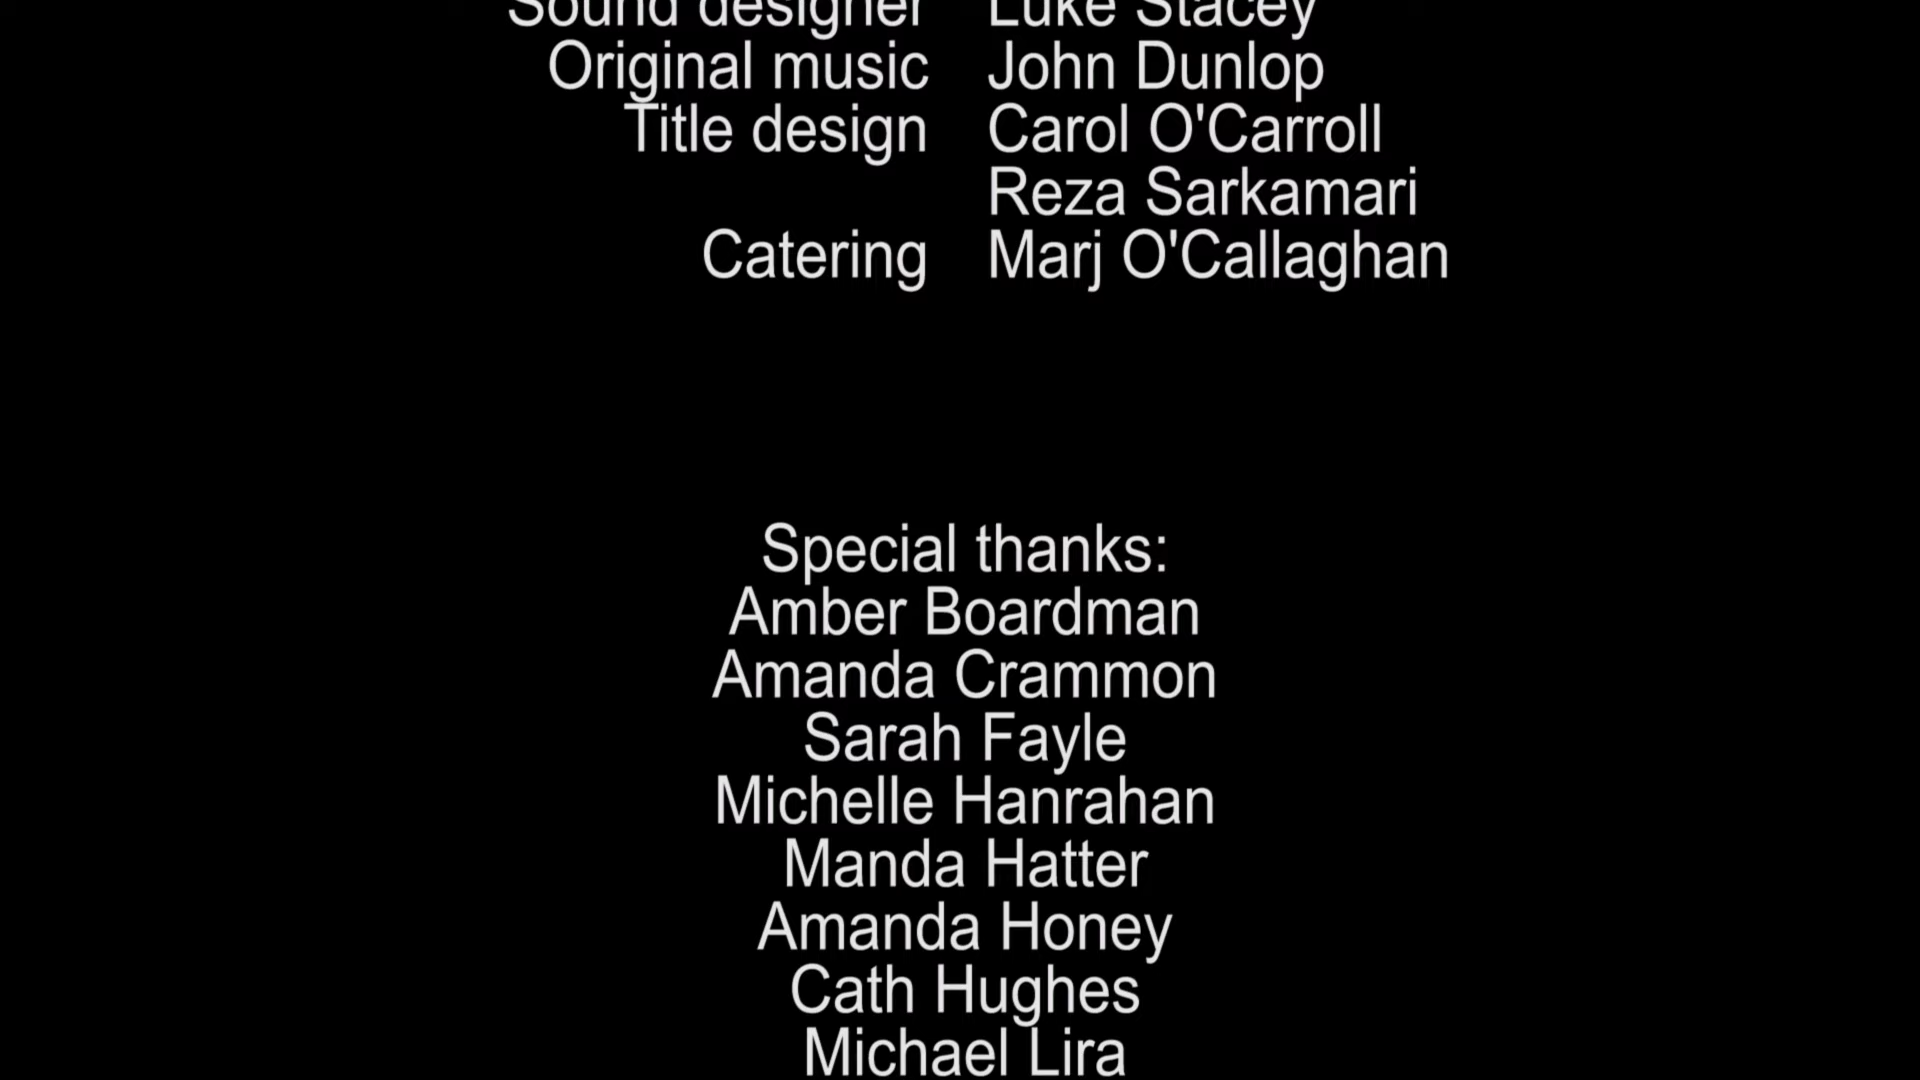 Sound designer Luke Stacey
Original music John Dunlop
Title design Carol O'Carroll
Reza Sarkamari
Catering Marj O'Callaghan
Special thanks:
Amber Boardman
Amanda Crammon
Sarah Fayle
Michelle Hanrahan
Manda Hatter
Amanda Honey
Cath Hughes
Michael Lira